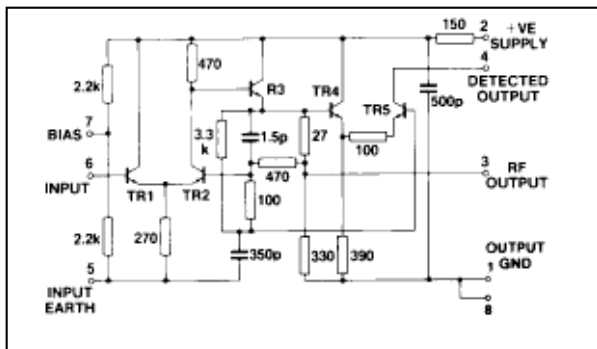 150
+VE
2
SUPPLY
4
DETECTED
OUTPUT
470
R3
TR4
TR5
500p
2.2k
7
BIAS
3.3
k
1.5p
27
100
6
INPUT
470
3
RF
OUTPUT
TR1
TR2
100
2.2k
270
350p
330
390
OUTPUT
1
GND
5
INPUT
EARTH
8